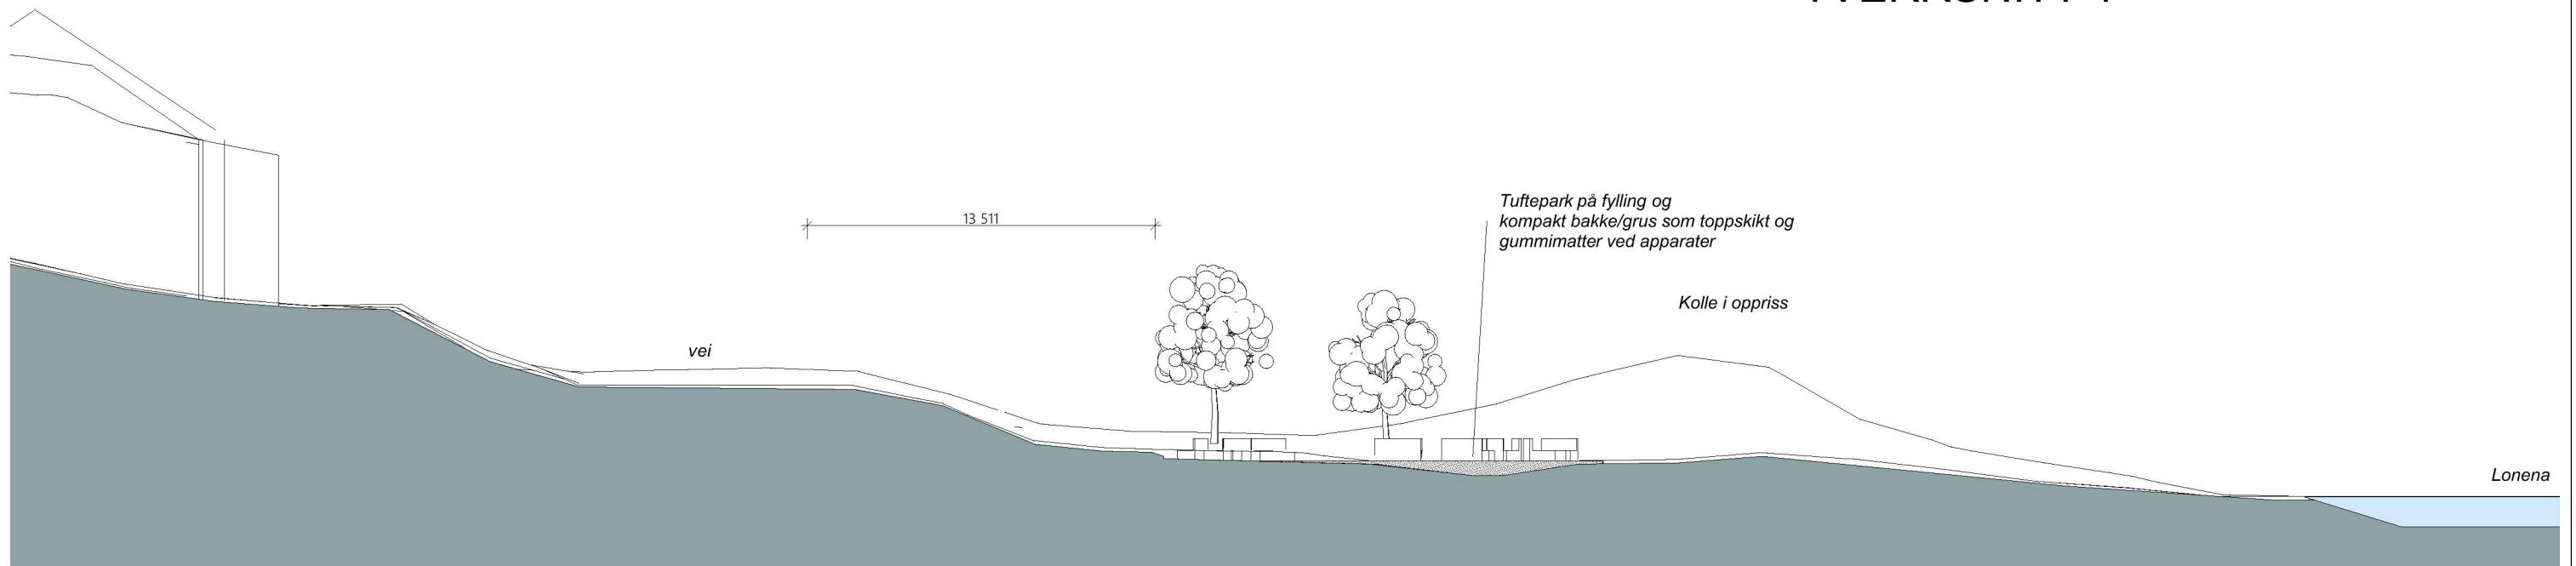 13 511
Tuftepark på fylling og
kompakt bakke/grus som toppskikt og
gummimatter ved apparater
Kolle i oppriss
vei
Lonena